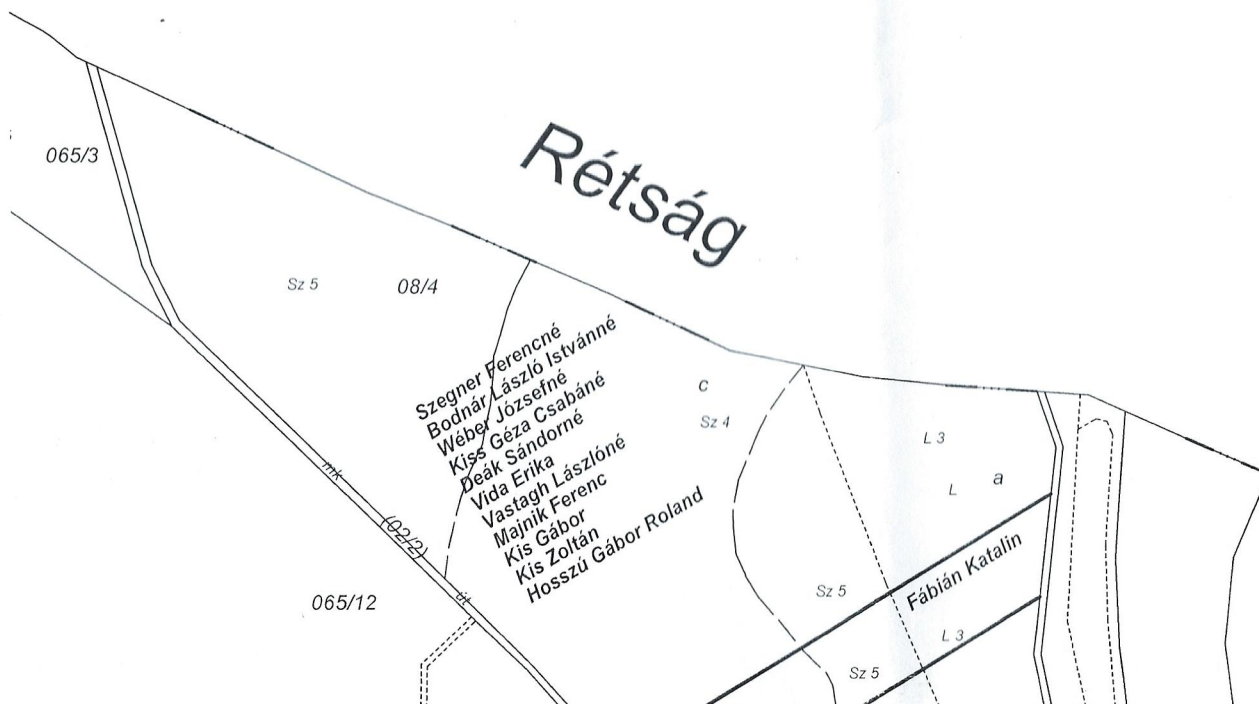 Rétság
065/3
Sz 5
08/4
Szegner Ferencné
Bodnár László Istvánné
Wéber Józsefné
Kiss Géza Csabáné
Deák Sándorné
Vida Erika
Vastagh Lászlóné
Majnik Ferenc
Kis Gábor
Kis Zoltán
Hosszú Gábor Roland
c
Sz 4
L 3
L
a
mk
(02/2)
út
065/12
Sz 5
Fábián Katalin
L 3
Sz 5